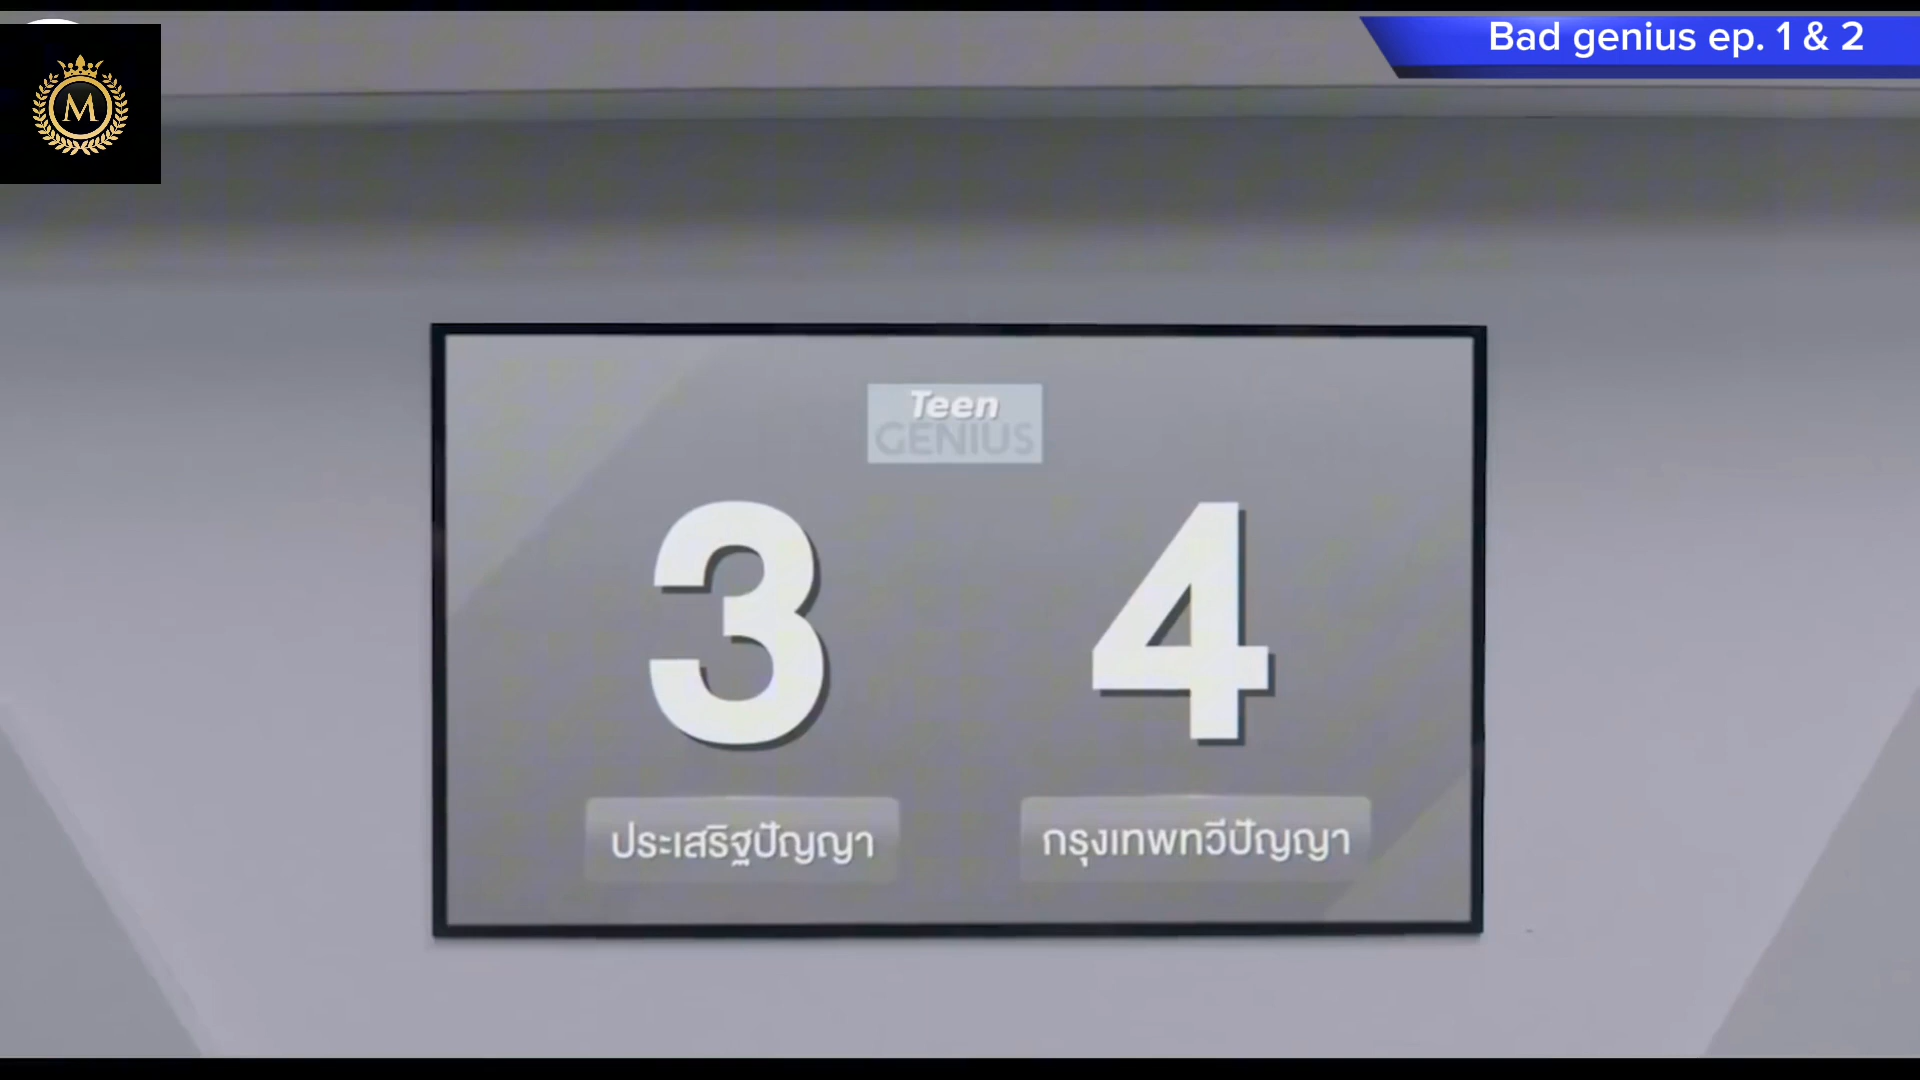 Bad genius ep. 1 & 2
M
Teen
GENIUS
3 4
ประเสริฐปัญญา กรุงเทพทวีปัญญา